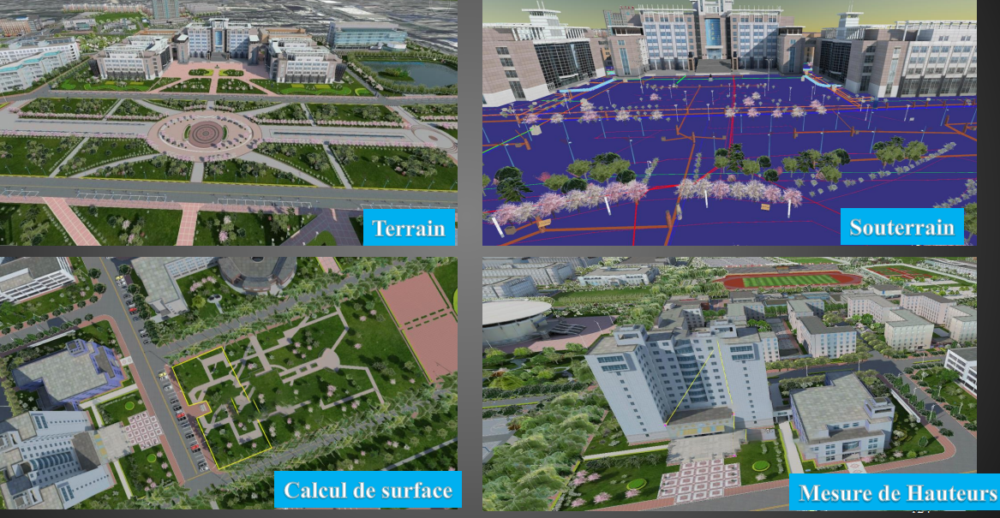 Terrain
Souterrain
Calcul de surface
Mesure de Hauteurs